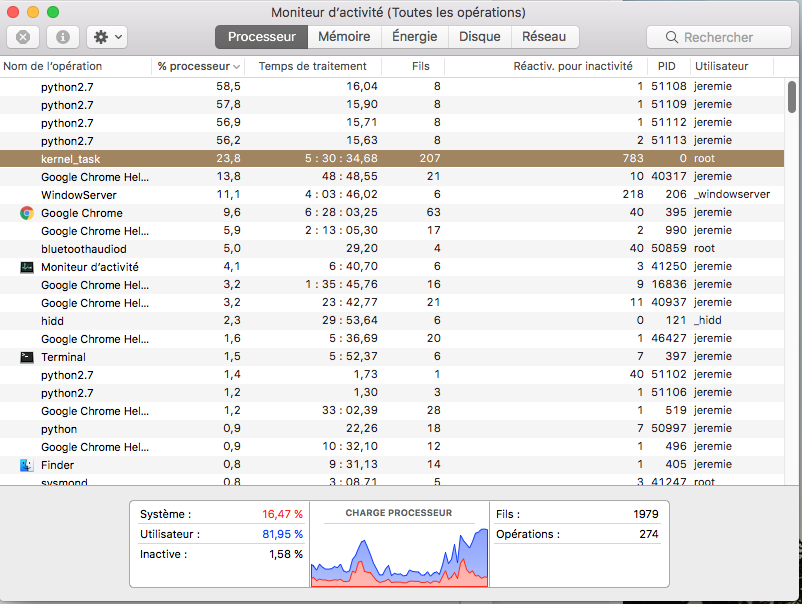 Moniteur d’activité (Toutes les opérations)
Processeur Mémoire Énergie Disque Réseau Rechercher
Nom de l’opération % processeur Temps de traitement Fils Réactiv. pour inactivité PID Utilisateur
python2.7 58,5 16,04 8 1 51108 jeremie
python2.7 57,8 15,90 8 1 51109 jeremie
python2.7 56,9 15,71 8 1 51112 jeremie
python2.7 56,2 15,63 8 2 51113 jeremie
kernel_task 23,8 5 : 30 : 34,68 207 783 0 root
Google Chrome Hel... 13,8 48 : 48,55 21 10 40317 jeremie
WindowServer 11,1 4 : 03 : 46,02 6 218 206 _windowserver
Google Chrome 9,6 6 : 28 : 03,25 63 40 395 jeremie
Google Chrome Hel... 5,9 2 : 13 : 05,30 17 2 990 jeremie
bluetoothaudiod 5,0 29,20 4 40 50859 root
Moniteur d’activité 4,1 6 : 40,70 6 3 41250 jeremie
Google Chrome Hel... 3,2 1 : 35 : 45,76 16 9 16836 jeremie
Google Chrome Hel... 3,2 23 : 42,77 21 11 40937 jeremie
hidd 2,3 29 : 53,64 6 0 121 _hidd
Google Chrome Hel... 1,6 5 : 36,69 20 1 46427 jeremie
Terminal 1,5 5 : 52,37 6 7 397 jeremie
python2.7 1,4 1,73 1 40 51102 jeremie
python2.7 1,2 1,30 3 1 51106 jeremie
Google Chrome Hel... 1,2 33 : 02,39 28 1 519 jeremie
python 0,9 22,26 18 7 50997 jeremie
Google Chrome Hel... 0,9 10 : 32,10 12 1 496 jeremie
Finder 0,8 9 : 31,13 14 1 405 jeremie
sysmond 0,8 3 : 08,71 5 3 41247 root
Système : 16,47 % CHARGE PROCESSEUR Fils : 1979
Utilisateur : 81,95 % Opérations : 274
Inactive : 1,58 %